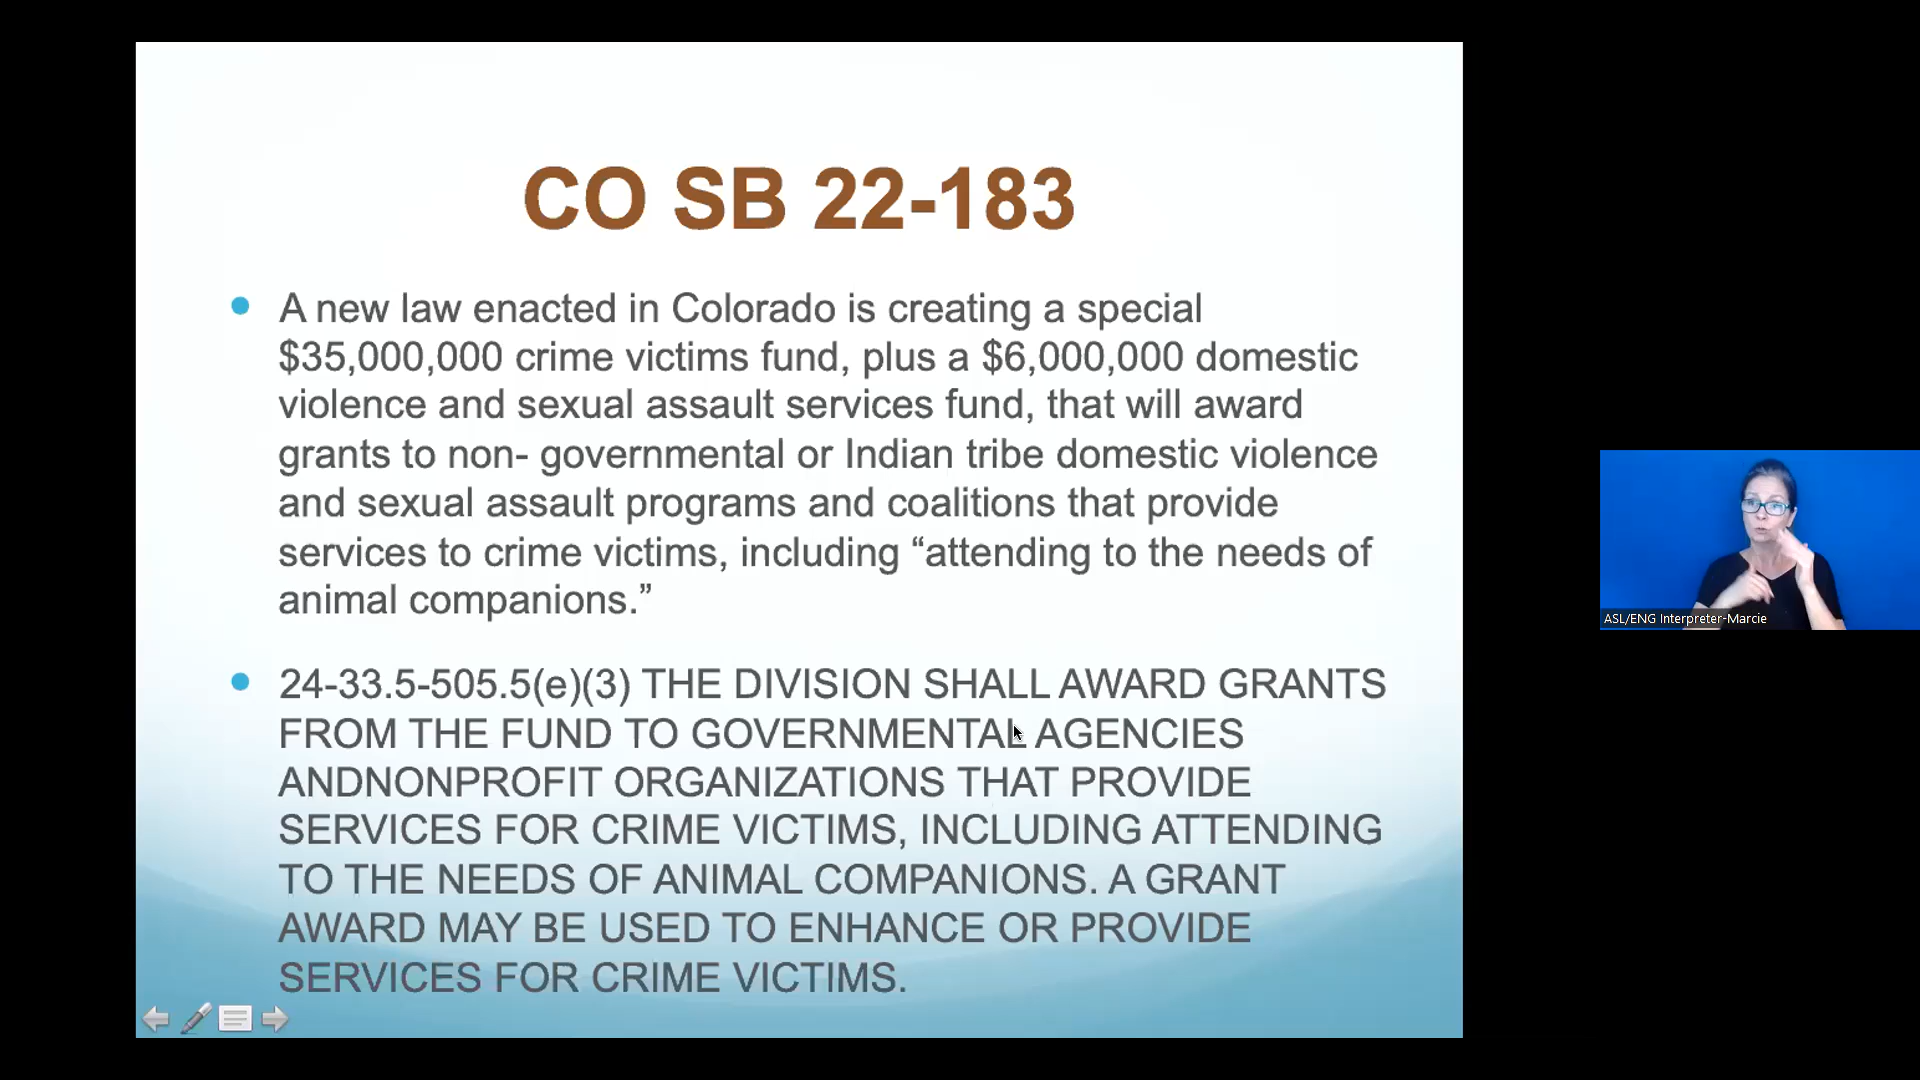 CO SB 22-183
A new law enacted in Colorado is creating a special
$35,000,000 crime victims fund, plus a $6,000,000 domestic
violence and sexual assault services fund, that will award
grants to non- governmental or Indian tribe domestic violence
and sexual assault programs and coalitions that provide
services to crime victims, including “attending to the needs of
animal companions.”
24-33.5-505.5(e)(3) THE DIVISION SHALL AWARD GRANTS
FROM THE FUND TO GOVERNMENTAL AGENCIES
ANDNONPROFIT ORGANIZATIONS THAT PROVIDE
SERVICES FOR CRIME VICTIMS, INCLUDING ATTENDING
TO THE NEEDS OF ANIMAL COMPANIONS. A GRANT
AWARD MAY BE USED TO ENHANCE OR PROVIDE
SERVICES FOR CRIME VICTIMS.
ASL/ENG Interpreter-Marcie